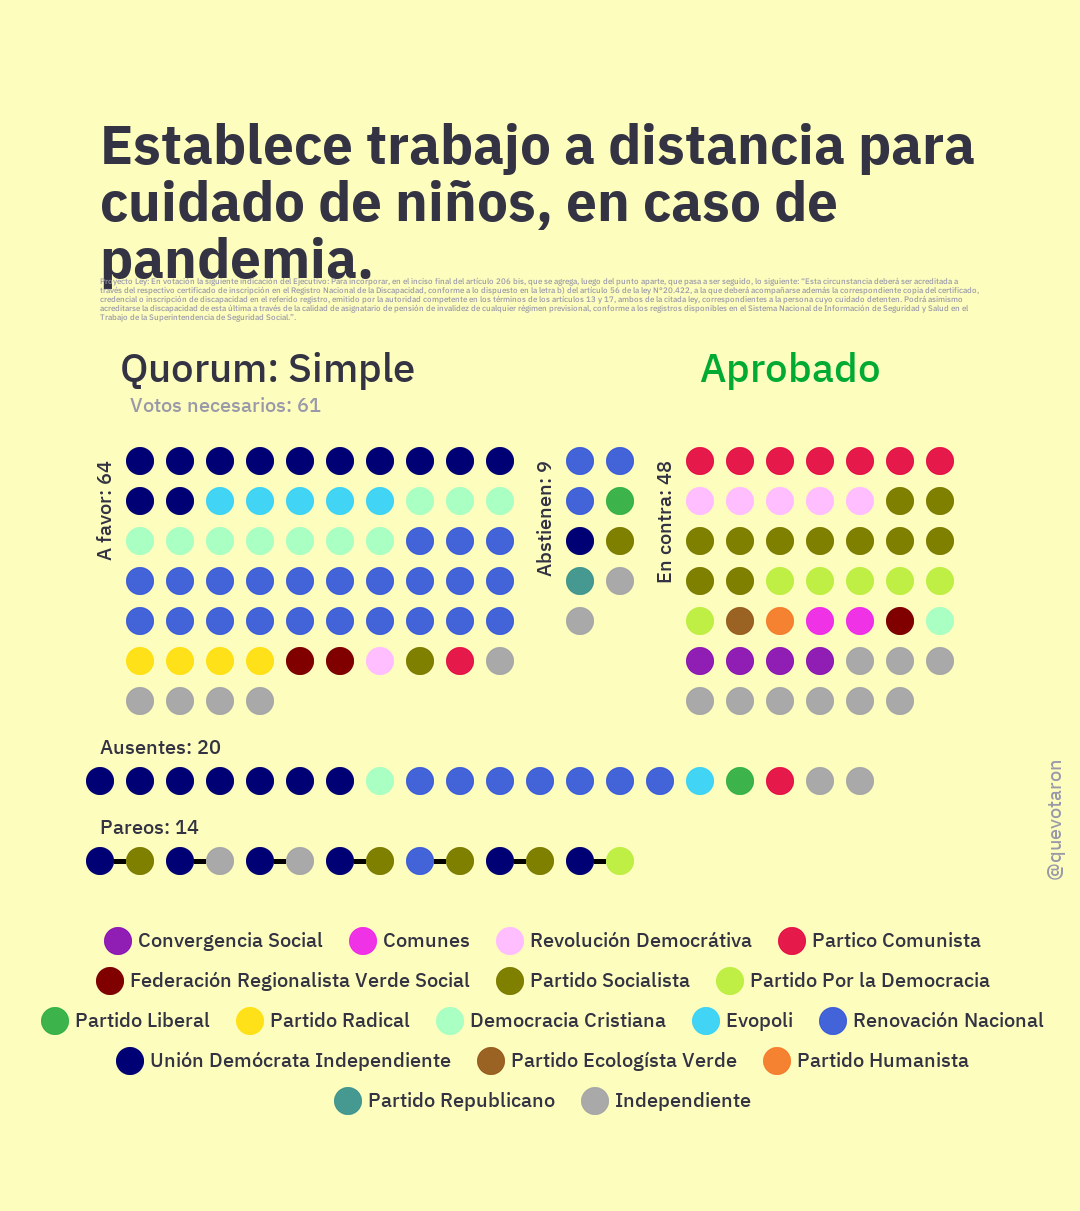 Establece trabajo a distancia para
cuidado de niños, en caso de
pandemia.
Proyecto Ley: En votación la siguiente indicación del Ejecutivo: Para incorporar, en el inciso final del artículo 206 bis, que se agrega, luego del punto aparte, que pasa a ser seguido, lo siguiente: "Esta circunstancia deberá ser acreditada a
través del respectivo certificado de inscripción en el Registro Nacional de la Discapacidad, conforme a lo dispuesto en la letra b) del artículo 56 de la ley N°20.422, a la que deberá acompañarse además la correspondiente copia del certificado,
credencial o inscripción de discapacidad en el referido registro, emitido por la autoridad competente en los términos de los artículos 13 y 17, ambos de la citada ley, correspondientes a la persona cuyo cuidado detenten. Podrá asimismo
acreditarse la discapacidad de esta última a través de la calidad de asignatario de pensión de invalidez de cualquier régimen previsional, conforme a los registros disponibles en el Sistema Nacional de Información de Seguridad y Salud en el
Trabajo de la Superintendencia de Seguridad Social.".
Quorum: Simple
Aprobado
Votos necesarios: 61
A favor: 64
Abstienen: 9
En contra: 48
Ausentes: 20
Pareos: 14
@quevotaron
Convergencia Social Comunes Revolución Democrátiva Partico Comunista
Federación Regionalista Verde Social Partido Socialista Partido Por la Democracia
Partido Liberal Partido Radical Democracia Cristiana Evopoli Renovación Nacional
Unión Demócrata Independiente Partido Ecologísta Verde Partido Humanista
Partido Republicano Independiente